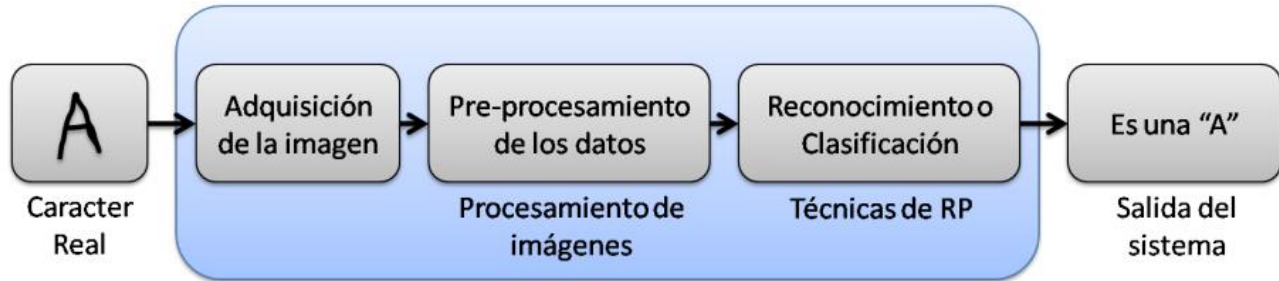 A
Caracter
Real
Adquisición
de la imagen
Pre-procesamiento
de los datos
Procesamiento de
imágenes
Reconocimiento o
Clasificación
Técnicas de RP
Es una “A”
Salida del
sistema